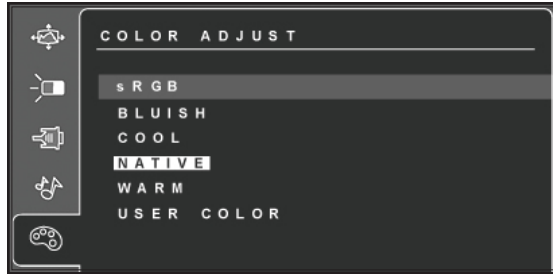 COLOR ADJUST
sRGB
BLUISH
COOL
NATIVE
WARM
USER COLOR